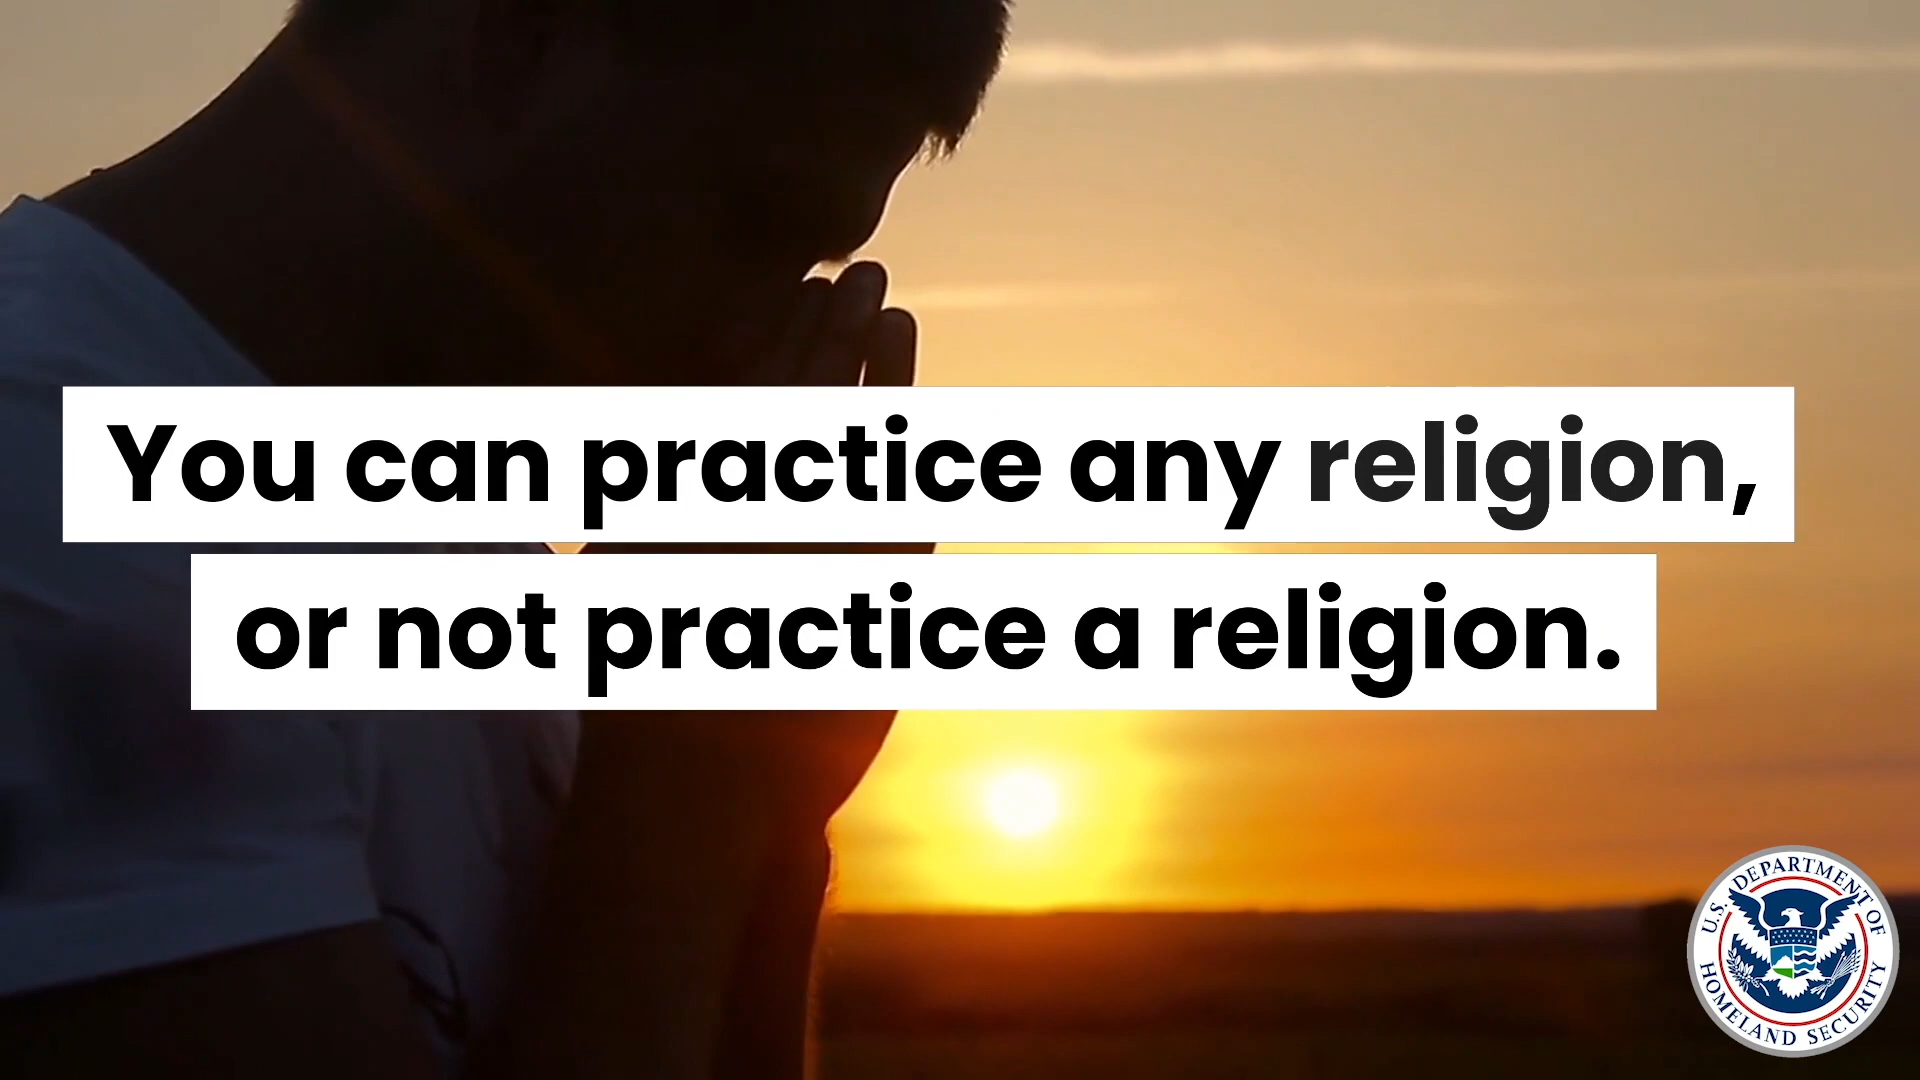 You can practice any religion,
or not practice a religion.
U.S. DEPARTMENT OF
HOMELAND SECURITY